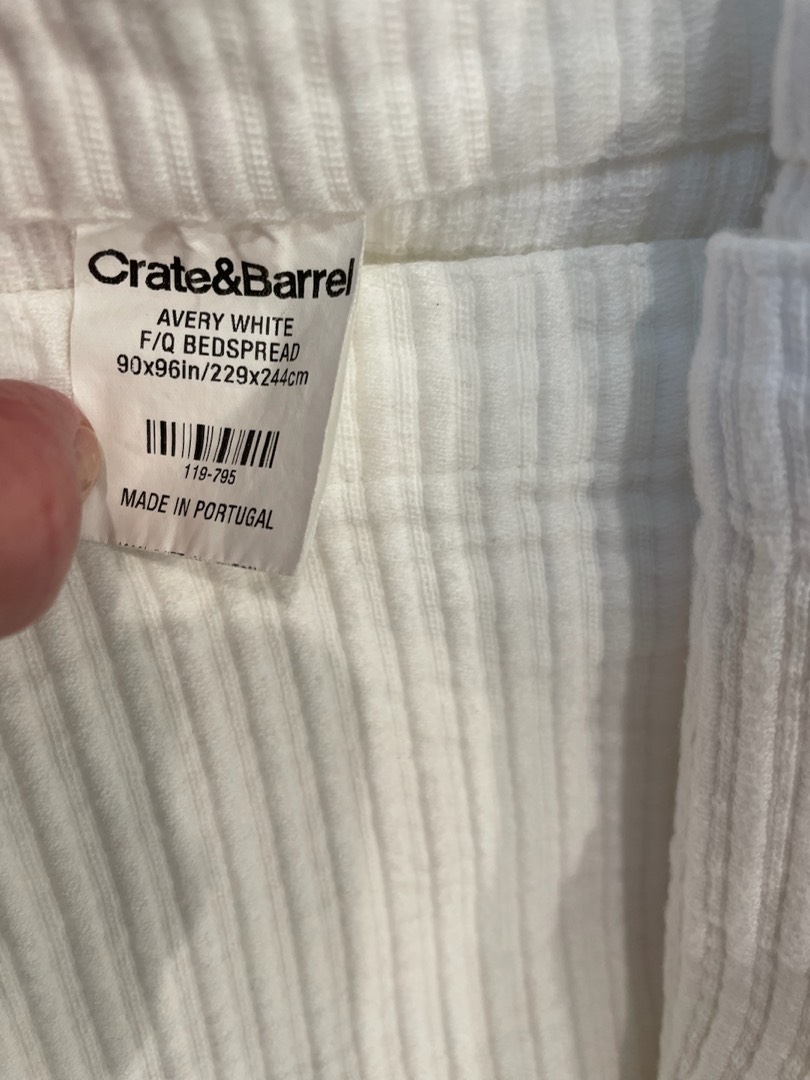 Crate&Barrel
AVERY WHITE
F/Q BEDSPREAD
90x96in/229x244cm
119-795
MADE IN PORTUGAL